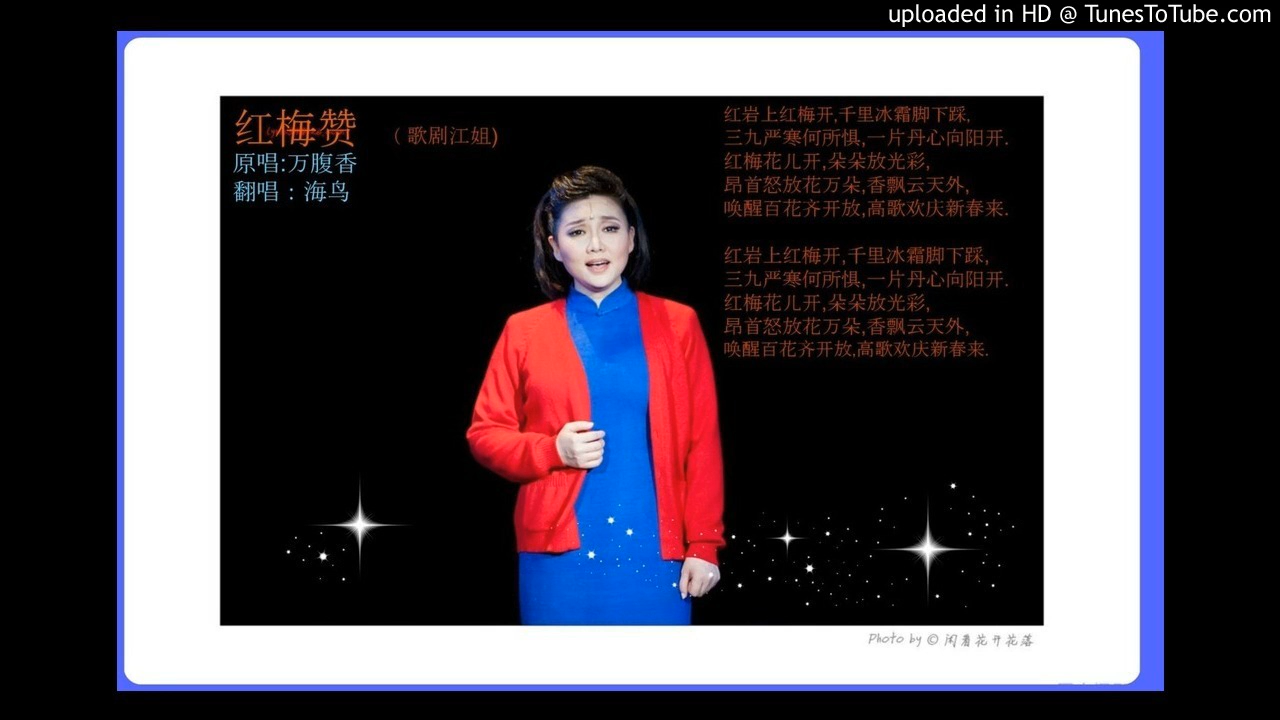 uploaded in HD @ TunesToTube.com
红梅赞
（ 歌剧江姐)
原唱:万腹香
翻唱：海鸟
红岩上红梅开,千里冰霜脚下踩,
三九严寒何所惧,一片丹心向阳开.
红梅花儿开,朵朵放光彩,
昂首怒放花万朵,香飘云天外,
唤醒百花齐开放,高歌欢庆新春来.
红岩上红梅开,千里冰霜脚下踩,
三九严寒何所惧,一片丹心向阳开.
红梅花儿开,朵朵放光彩,
昂首怒放花万朵,香飘云天外,
唤醒百花齐开放,高歌欢庆新春来.
Photo by © 闲看花开花落